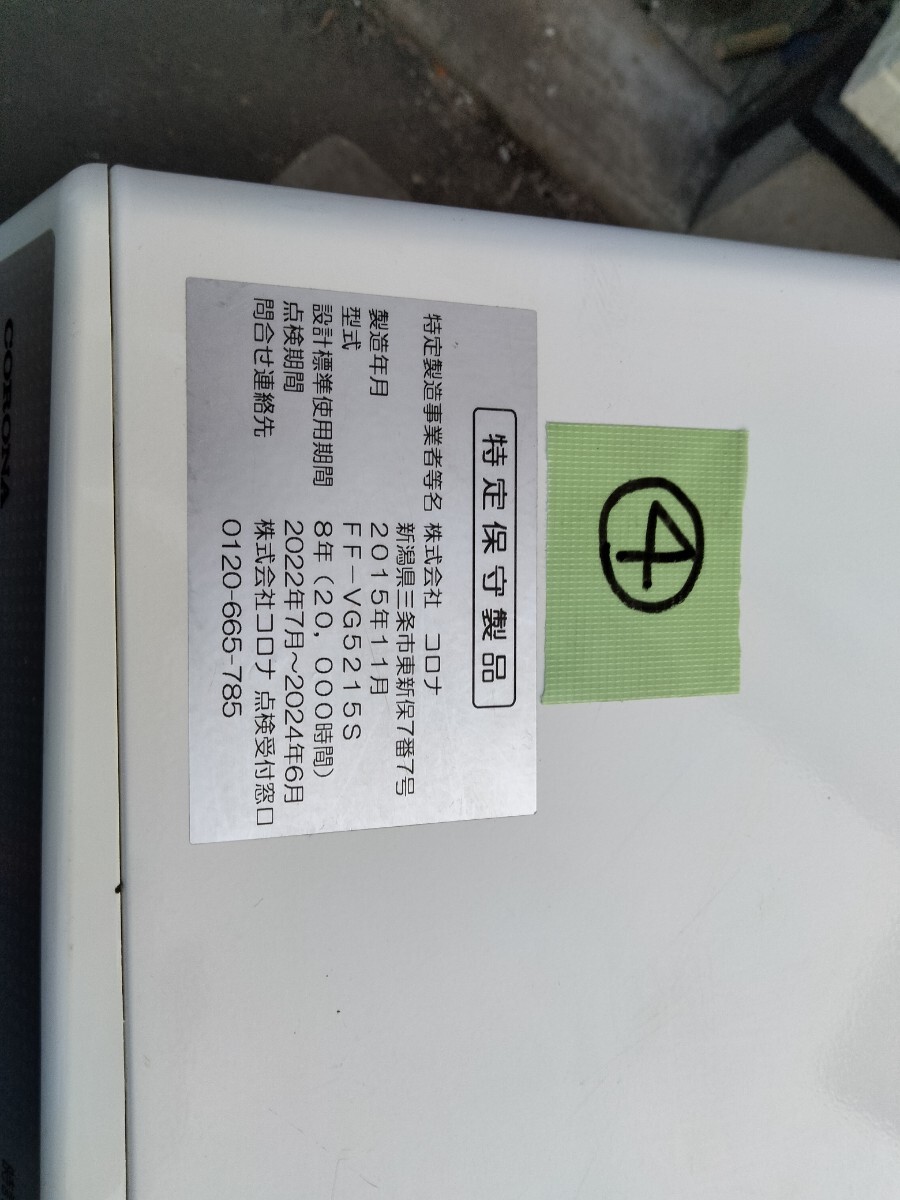 特定保守製品
特定製造事業者等名 株式会社 コロナ
新潟県三条市東新保7番7号
製造年月 2015年11月
型式 FF-VG5215S
設計標準使用期間 8年(20,000時間)
点検期間 2022年7月~2024年6月
問合せ連絡先 株式会社コロナ 点検受付窓口
0120-665-785
④
CORONA